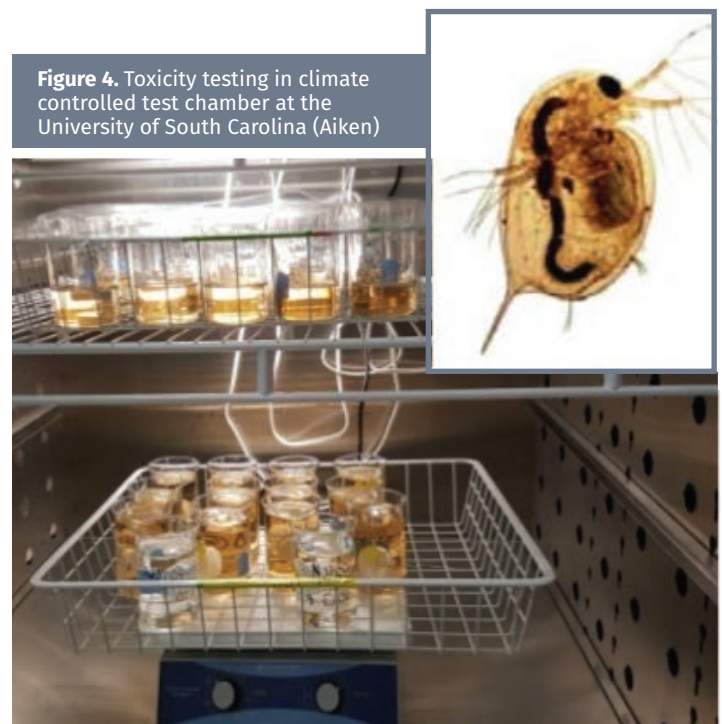 Figure 4. Toxicity testing in climate
controlled test chamber at the
University of South Carolina (Aiken)